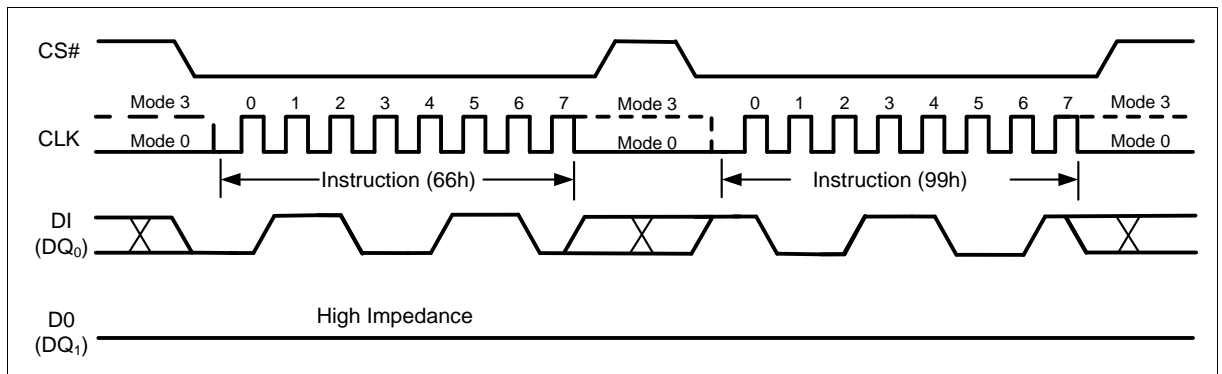 CS#
Mode 3 0 1 2 3 4 5 6 7 Mode 3 0 1 2 3 4 5 6 7 Mode 3
CLK
Mode 0 Mode 0 Mode 0
Instruction (66h) Instruction (99h)
DI
(DQ₀)
High Impedance
D0
(DQ₁)